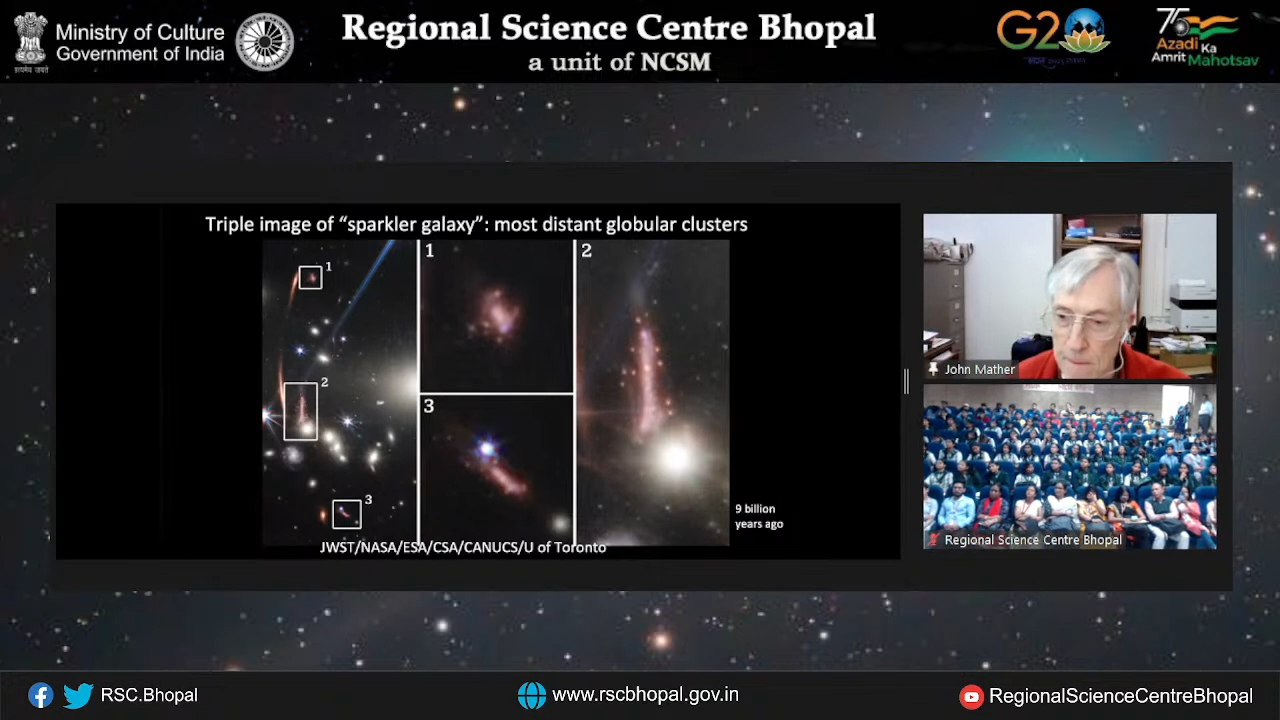 Ministry of Culture
Government of India
Regional Science Centre Bhopal
a unit of NCSM
G20
75
Azadi Ka
Amrit Mahotsav
Triple image of “sparkler galaxy”: most distant globular clusters
1
2
3
1
2
3
9 billion
years ago
JWST/NASA/ESA/CSA/CANUCS/U of Toronto
John Mather
Regional Science Centre Bhopal
RSC.Bhopal
www.rscbhopal.gov.in
RegionalScienceCentreBhopal